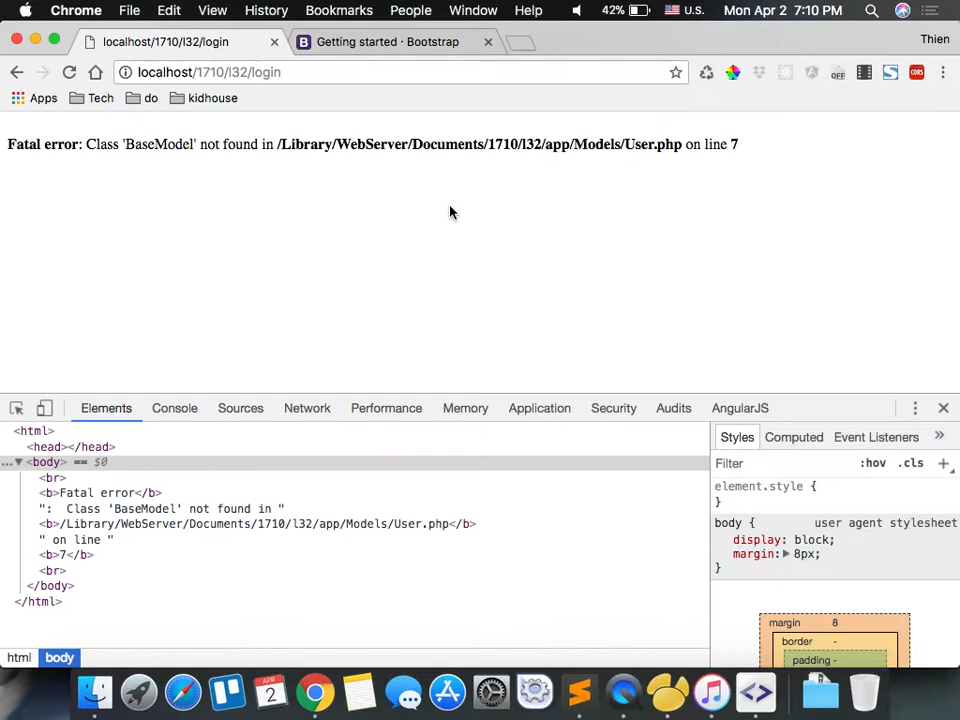 Chrome File Edit View History Bookmarks People Window Help 42% U.S. Mon Apr 2 7:10 PM
localhost/1710/l32/login Getting started · Bootstrap Thien
localhost/1710/l32/login OFF CORS
Apps Tech do kidhouse
Fatal error: Class 'BaseModel' not found in /Library/WebServer/Documents/1710/l32/app/Models/User.php on line 7
Elements Console Sources Network Performance Memory Application Security Audits AngularJS
<html>
<head></head>
... <body> == $0
<br>
<b>Fatal error</b>
":  Class 'BaseModel' not found in "
<b>/Library/WebServer/Documents/1710/l32/app/Models/User.php</b>
" on line "
<b>7</b>
<br>
</body>
</html>
html body
Styles Computed Event Listeners »
Filter :hov .cls +
element.style {
}
body { user agent stylesheet
display: block;
margin: 8px;
}
margin 8
border -
padding -
APR
2